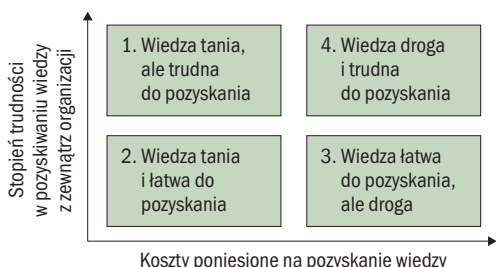 Stopień trudności
w pozyskiwaniu wiedzy
z zewnątrz organizacji
1. Wiedza tania,
ale trudna
do pozyskania
4. Wiedza droga
i trudna
do pozyskania
2. Wiedza tania
i łatwa do
pozyskania
3. Wiedza łatwa
do pozyskania,
ale droga
Koszty poniesione na pozyskanie wiedzy